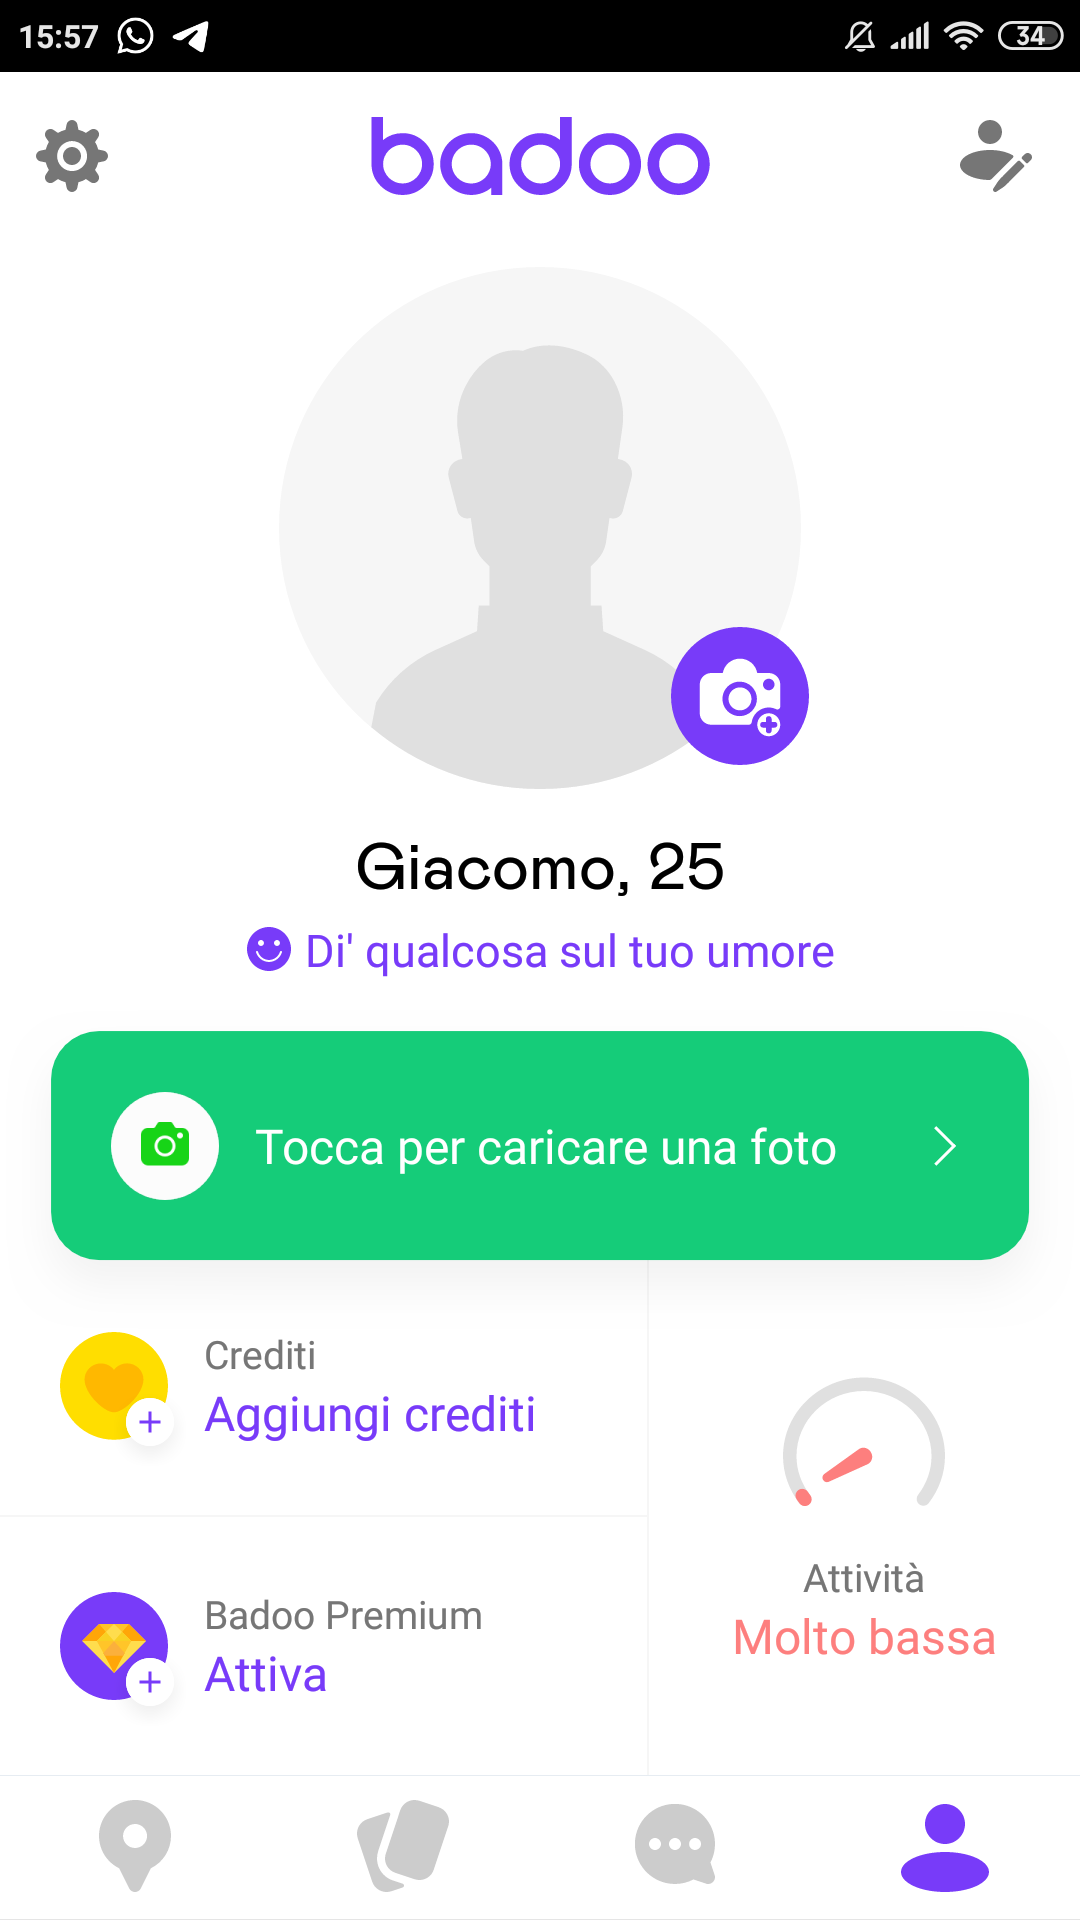 15:57
34
badoo
Giacomo, 25
Di' qualcosa sul tuo umore
Tocca per caricare una foto
Crediti
Aggiungi crediti
Badoo Premium
Attiva
Attività
Molto bassa